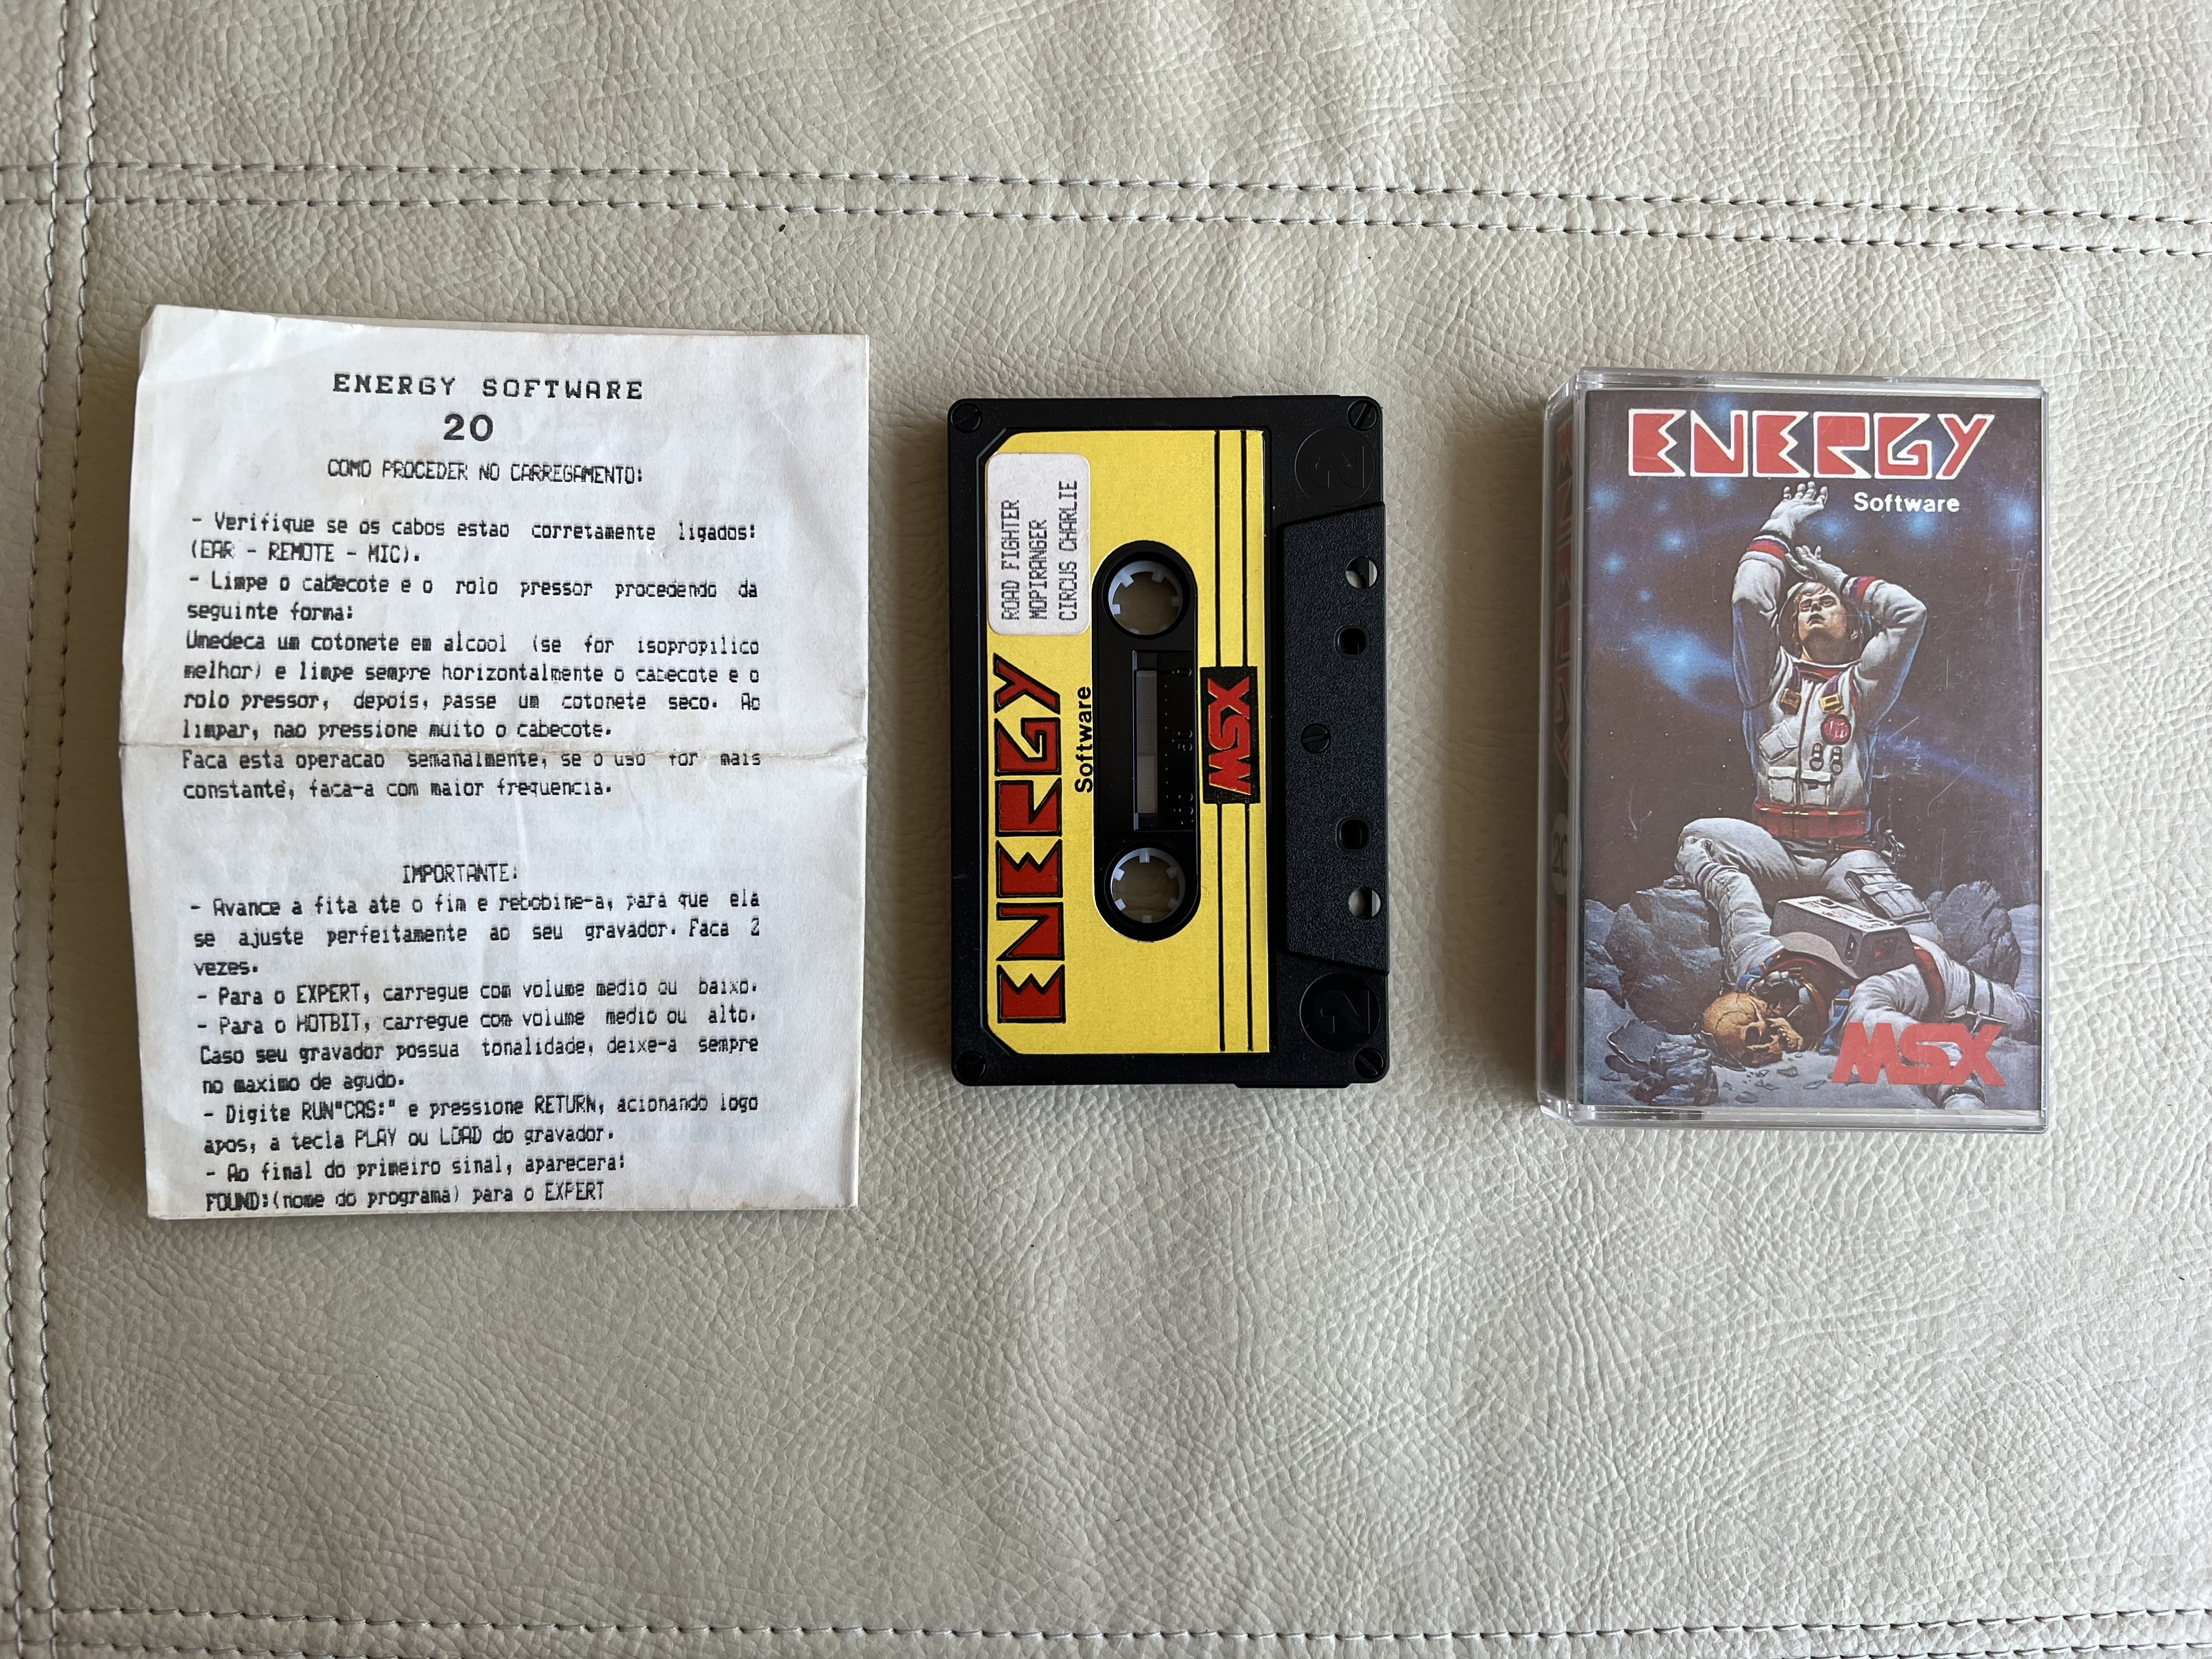 ENERGY SOFTWARE
20
COMO PROCEDER NO CARREGAMENTO:
- Verifique se os cabos estao corretamente ligados:
(EAR - REMOTE - MIC).
- Limpe o cabecote e o rolo pressor procedendo da
seguinte forma:
Umedeca um cotonete em alcool (se for isopropilico
melhor) e limpe sempre horizontalmente o cabecote e o
rolo pressor, depois, passe um cotonete seco. Ao
limpar, nao pressione muito o cabecote.
Faca esta operacao semanalmente, se o uso for mais
constante, faca-a com maior frequencia.
IMPORTANTE:
- Avance a fita ate o fim e rebobine-a, para que ela
se ajuste perfeitamente ao seu gravador. Faca 2
vezes.
- Para o EXPERT, carregue com volume medio ou baixo.
- Para o HOTBIT, carregue com volume medio ou alto.
Caso seu gravador possua tonalidade, deixe-a sempre
no maximo de agudo.
- Digite RUN"CAS:" e pressione RETURN, acionando logo
apos, a tecla PLAY ou LOAD do gravador.
- Ao final do primeiro sinal, aparecera:
FOUND:(nome do programa) para o EXPERT
ROAD FIGHTER
MOPIRANGER
CIRCUS CHARLIE
ENERGY
Software
MSX
2
2
ENERGY
Software
MSX
20